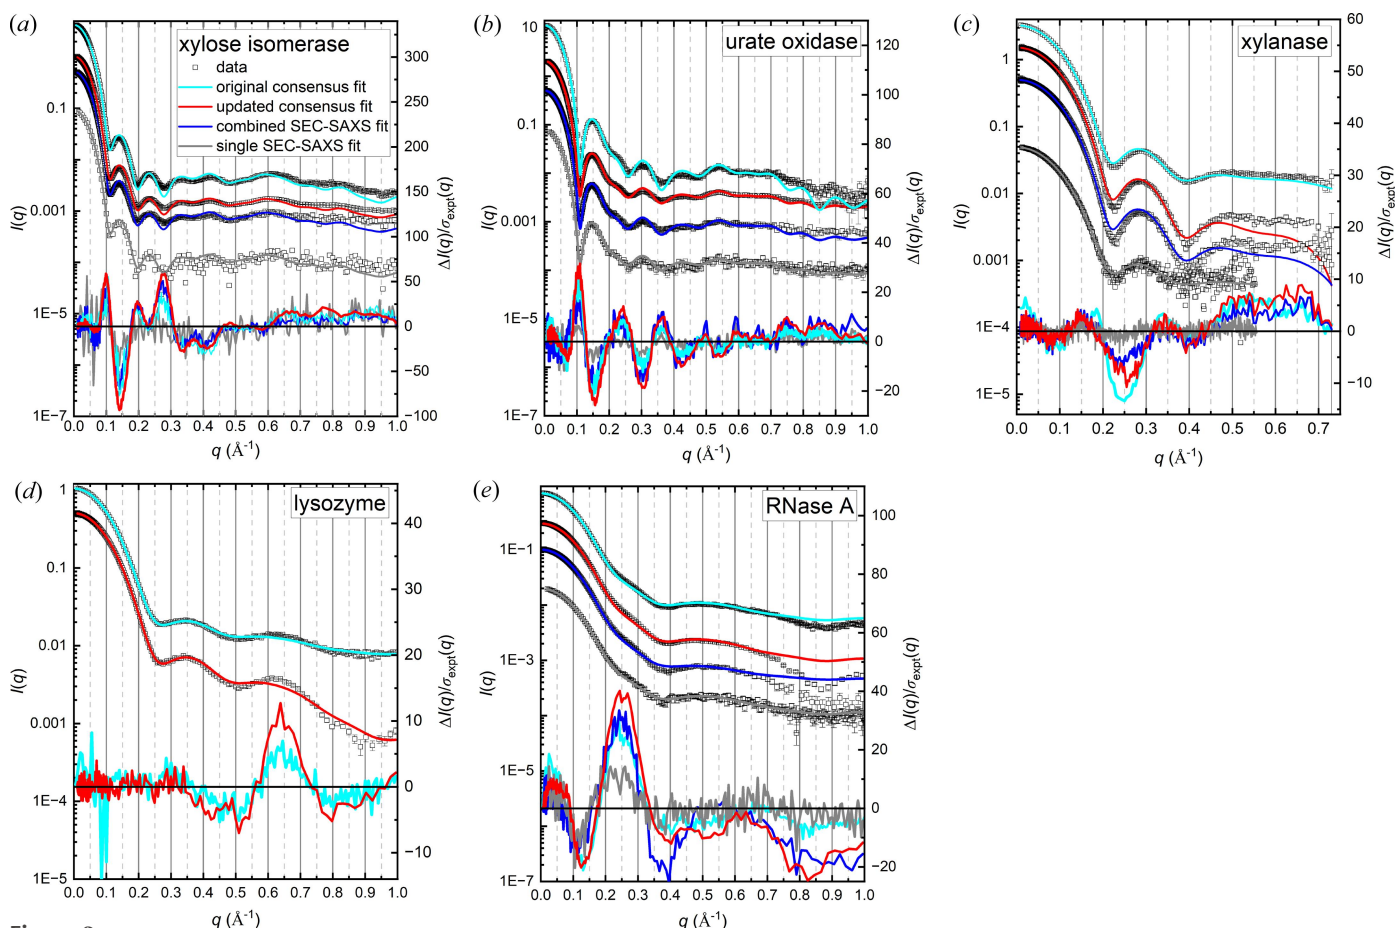 (a)
xylose isomerase
data
original consensus fit
updated consensus fit
combined SEC-SAXS fit
single SEC-SAXS fit
I(q)
0.1
0.001
1E-5
1E-7
300
250
200
150
100
50
0
−50
−100
ΔI(q)/σexpt(q)
0.0 0.1 0.2 0.3 0.4 0.5 0.6 0.7 0.8 0.9 1.0
q (Å-1)
(b)
urate oxidase
I(q)
10
1
0.1
0.001
1E-5
1E-7
120
100
80
60
40
20
0
−20
ΔI(q)/σexpt(q)
0.0 0.1 0.2 0.3 0.4 0.5 0.6 0.7 0.8 0.9 1.0
q (Å-1)
(c)
xylanase
I(q)
1
0.1
0.01
0.001
1E-4
1E-5
60
50
40
30
20
10
0
−10
ΔI(q)/σexpt(q)
0.0 0.1 0.2 0.3 0.4 0.5 0.6 0.7
q (Å-1)
(d)
lysozyme
I(q)
1
0.1
0.01
0.001
1E-4
1E-5
40
30
20
10
0
−10
ΔI(q)/σexpt(q)
0.0 0.1 0.2 0.3 0.4 0.5 0.6 0.7 0.8 0.9 1.0
q (Å-1)
(e)
RNase A
I(q)
1E-1
1E-3
1E-5
1E-7
100
80
60
40
20
0
−20
ΔI(q)/σexpt(q)
0.0 0.1 0.2 0.3 0.4 0.5 0.6 0.7 0.8 0.9 1.0
q (Å-1)